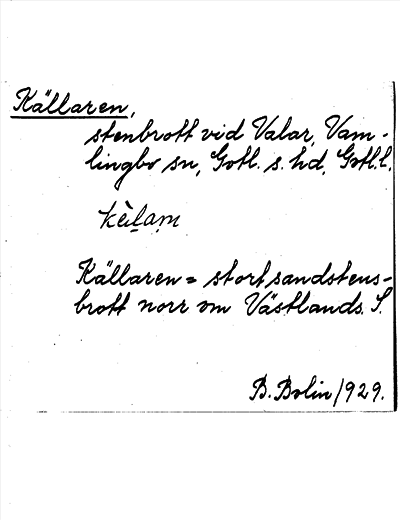 Källaren,
stenbrott vid Valar, Vam-
lingbo sn, Gotl. s. hd, Gotl. l.
Källaren = stort sandstens-
brott norr om Västlands. S.
B. Bolin /929.